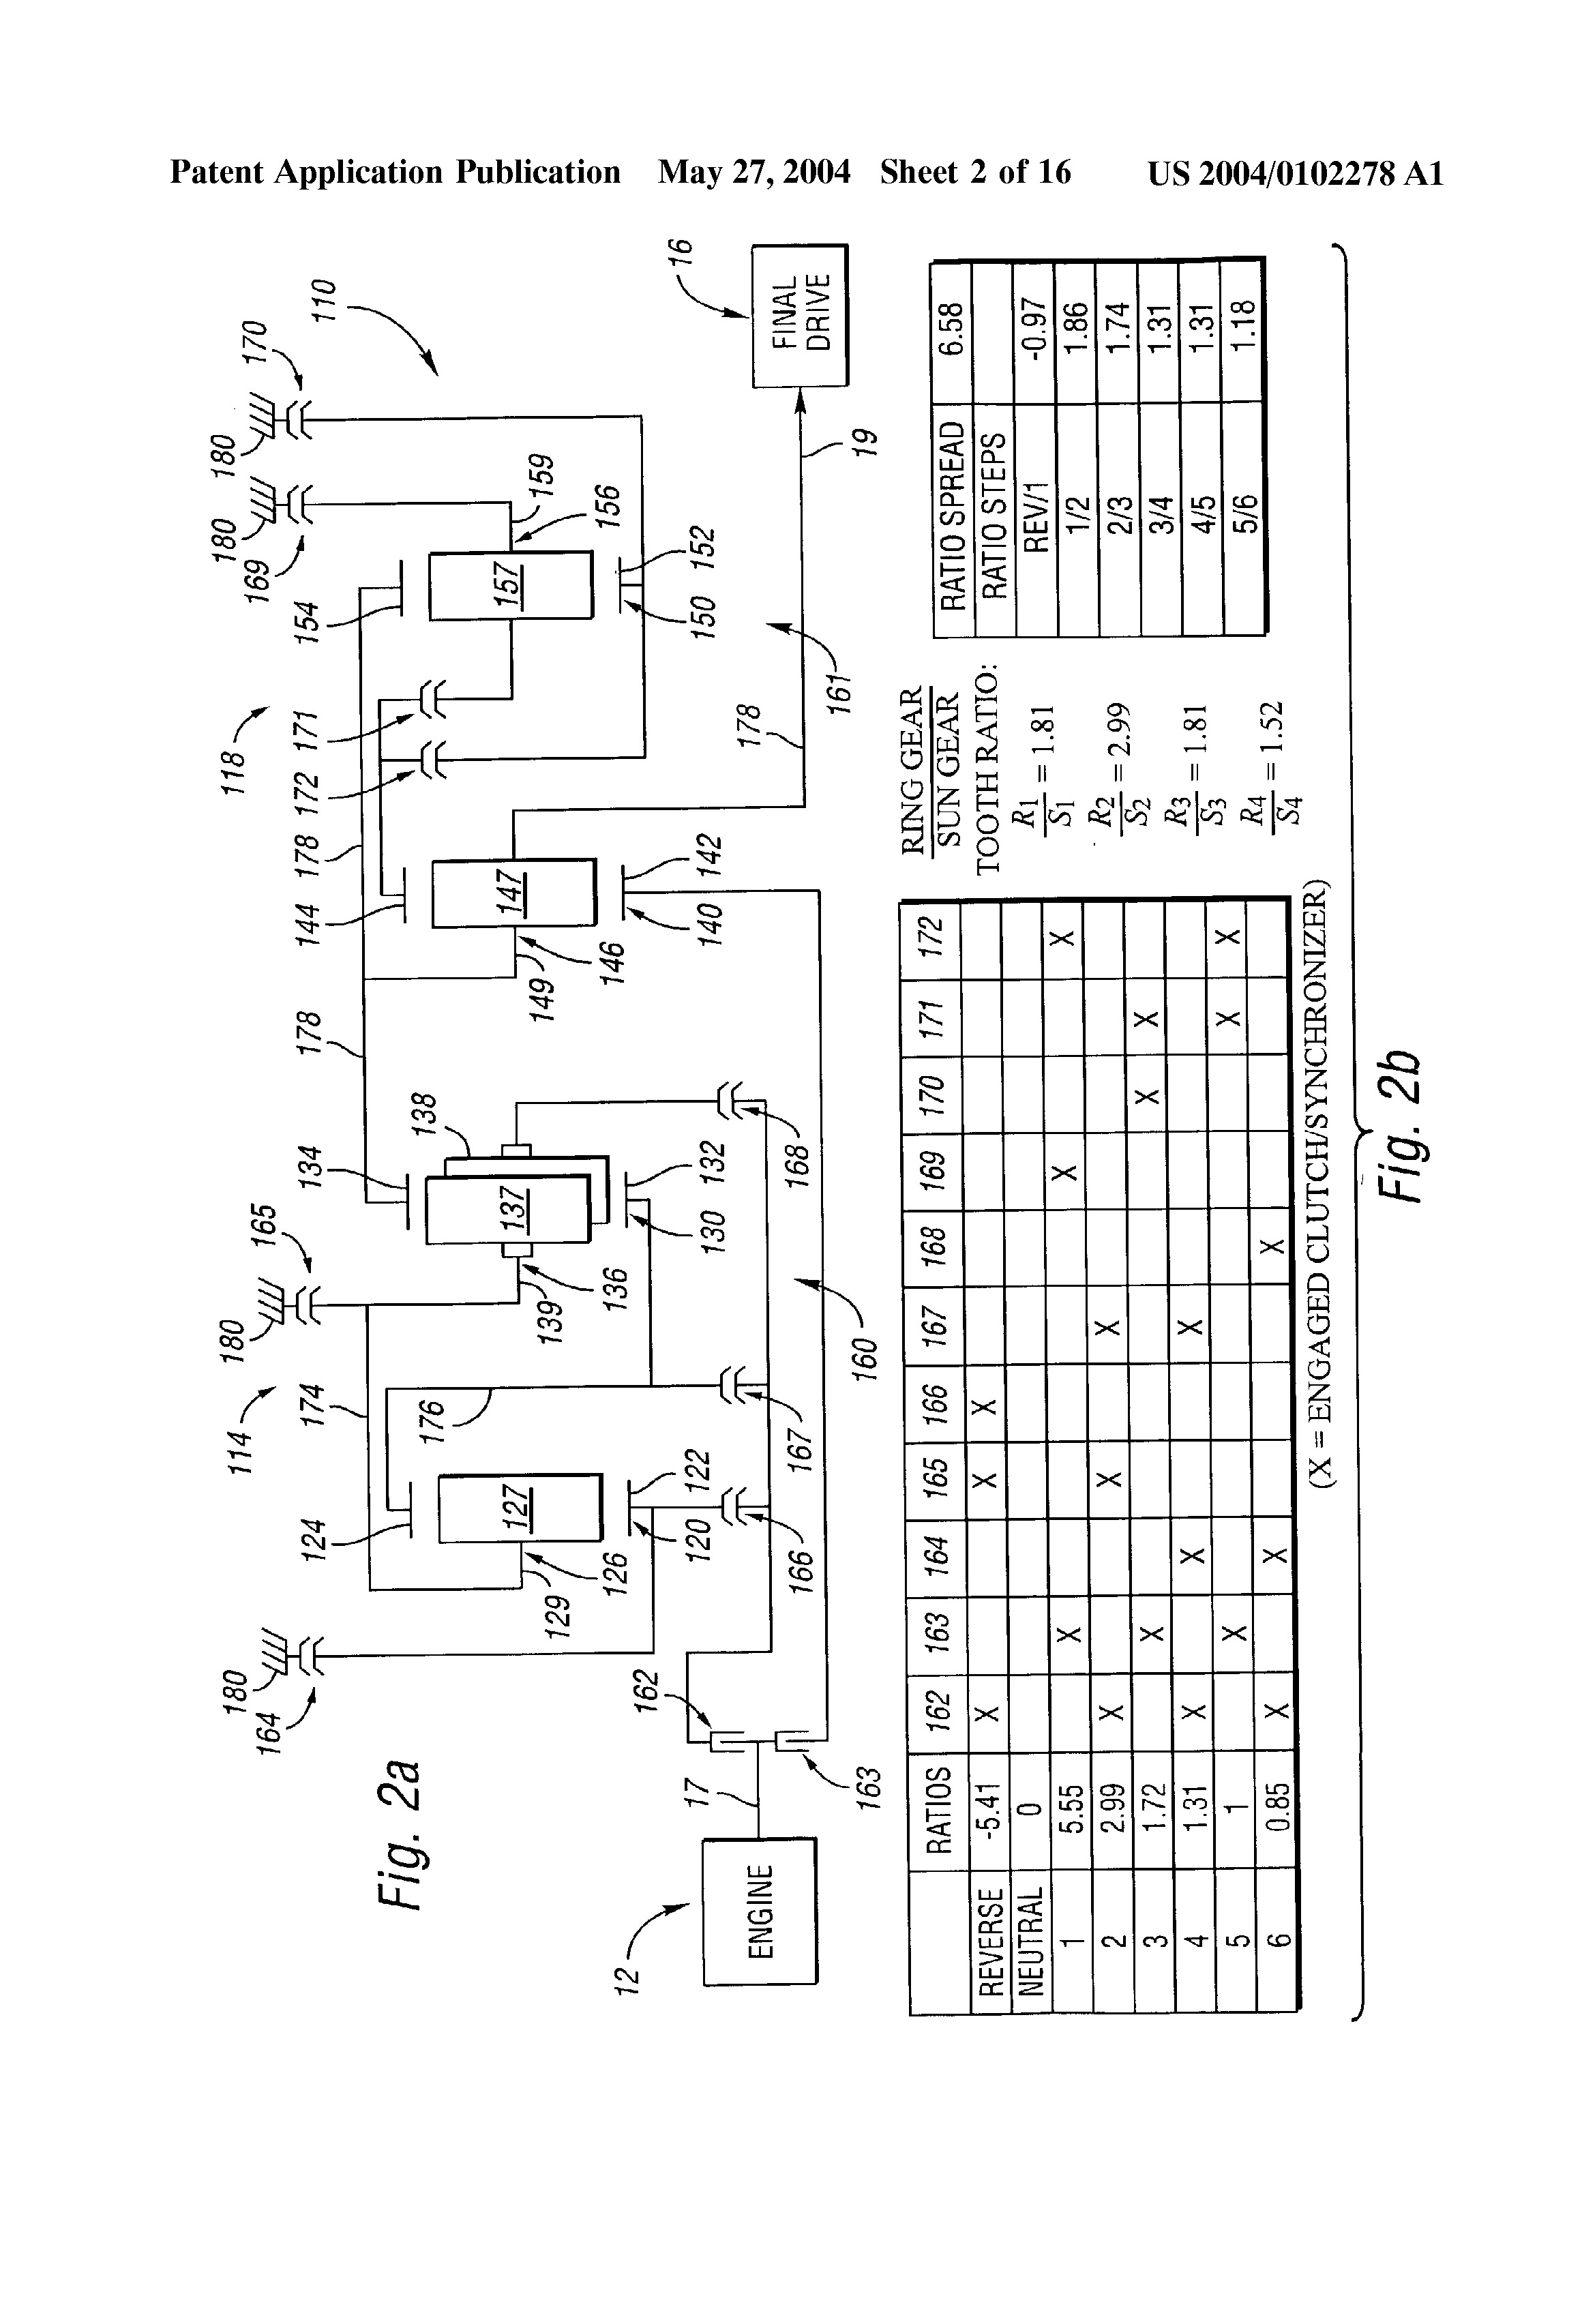 Patent Application Publication May 27, 2004 Sheet 2 of 16 US 2004/0102278 A1
Fig. 2a
180 164 114 180 165 118 180 169 180 170 110
124 174 134 178 144 178 172 171 154
176 138
129 126 127 139 136 137 149 146 147 157 159 156
120 122 130 132 140 142 150 152
162 166 167 168 178 16
12 ENGINE 17 163 160 161 19 FINAL DRIVE
RATIOS 162 163 164 165 166 167 168 169 170 171 172
REVERSE -5.41 X X X
NEUTRAL 0
1 5.55 X X X
2 2.99 X X X
3 1.72 X X X
4 1.31 X X X
5 1 X X X
6 0.85 X X X
(X = ENGAGED CLUTCH/SYNCHRONIZER)
RING GEAR
SUN GEAR
TOOTH RATIO:
R1/S1 = 1.81
R2/S2 = 2.99
R3/S3 = 1.81
R4/S4 = 1.52
RATIO SPREAD 6.58
RATIO STEPS
REV/1 -0.97
1/2 1.86
2/3 1.74
3/4 1.31
4/5 1.31
5/6 1.18
Fig. 2b